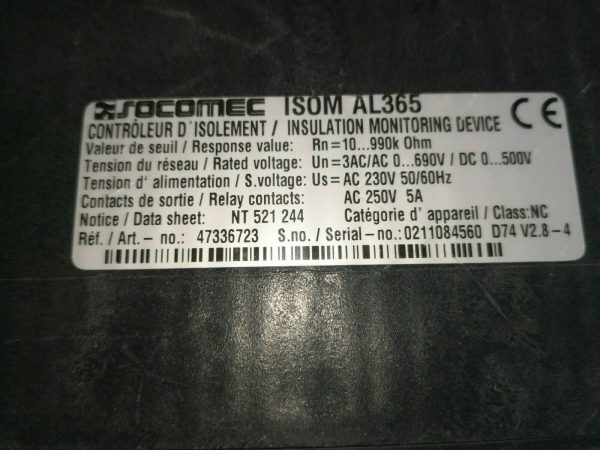 SOCOMEC ISOM AL365 CE
CONTRÔLEUR D'ISOLEMENT / INSULATION MONITORING DEVICE
Valeur de seuil / Response value: Rn=10...990k Ohm
Tension du réseau / Rated voltage: Un=3AC/AC 0...690V / DC 0...500V
Tension d' alimentation / S.voltage: Us= AC 230V 50/60Hz
Contacts de sortie / Relay contacts: AC 250V 5A
Notice / Data sheet: NT 521 244 Catégorie d' appareil / Class:NC
Réf. / Art.- no.: 47336723 S.no / Serial-no.:0211084560 D74 V2.8-4